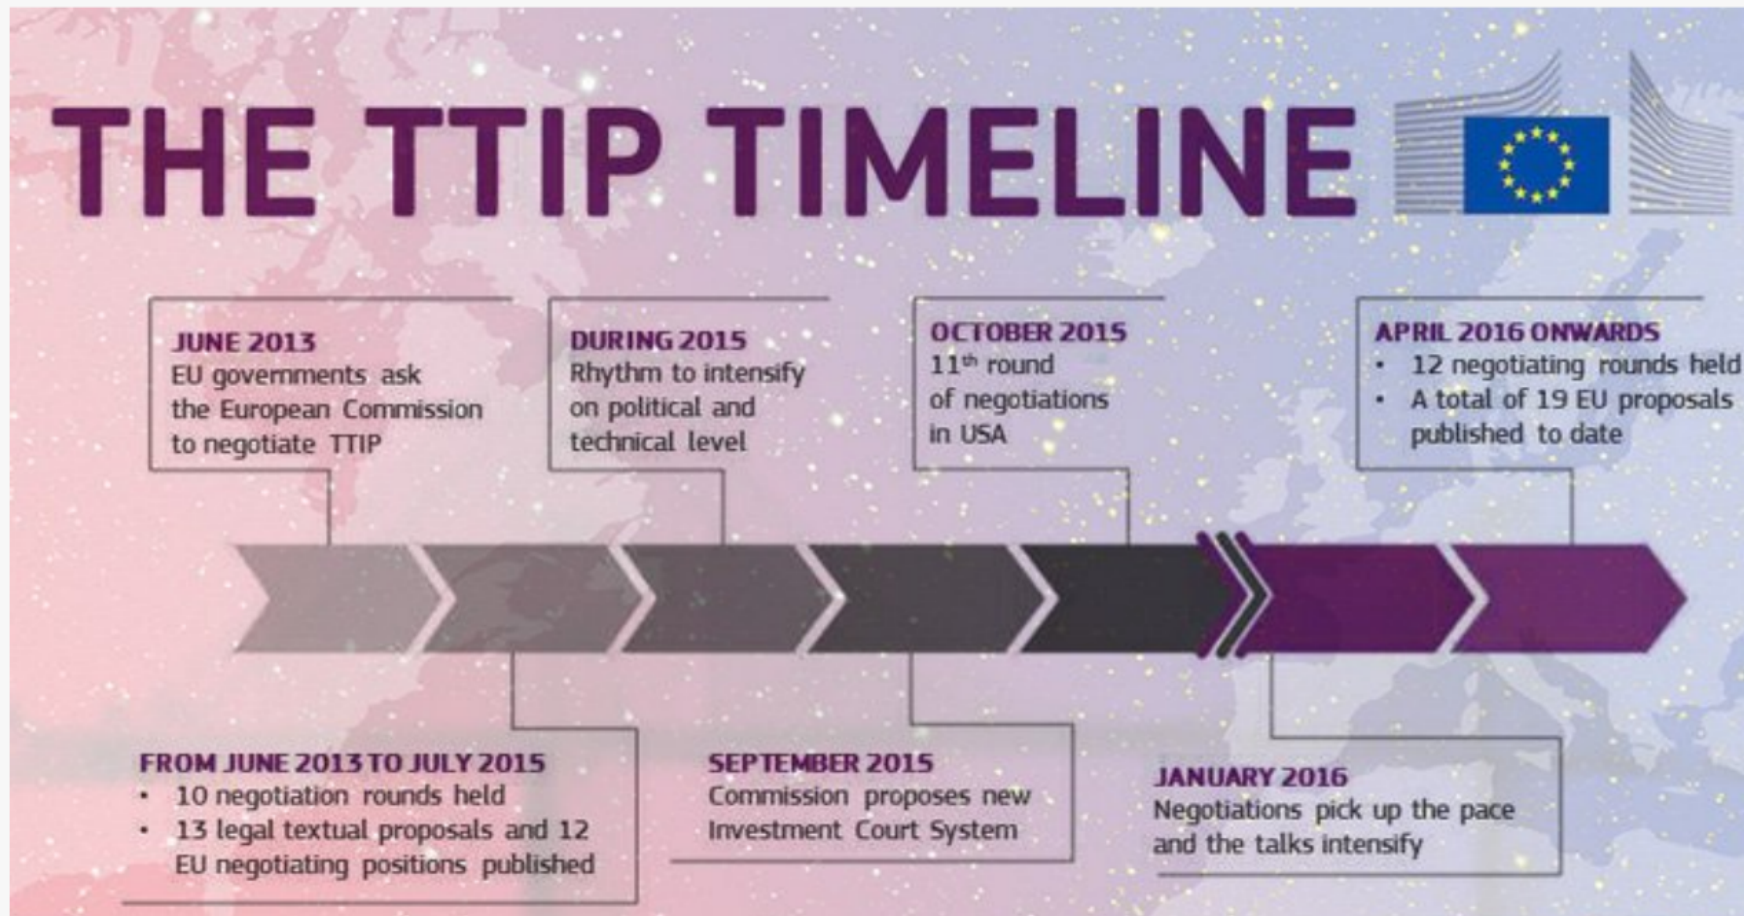 THE TTIP TIMELINE
JUNE 2013
EU governments ask
the European Commission
to negotiate TTIP
DURING 2015
Rhythm to intensify
on political and
technical level
OCTOBER 2015
11th round
of negotiations
in USA
APRIL 2016 ONWARDS
• 12 negotiating rounds held
• A total of 19 EU proposals
published to date
FROM JUNE 2013 TO JULY 2015
• 10 negotiation rounds held
• 13 legal textual proposals and 12
EU negotiating positions published
SEPTEMBER 2015
Commission proposes new
Investment Court System
JANUARY 2016
Negotiations pick up the pace
and the talks intensify